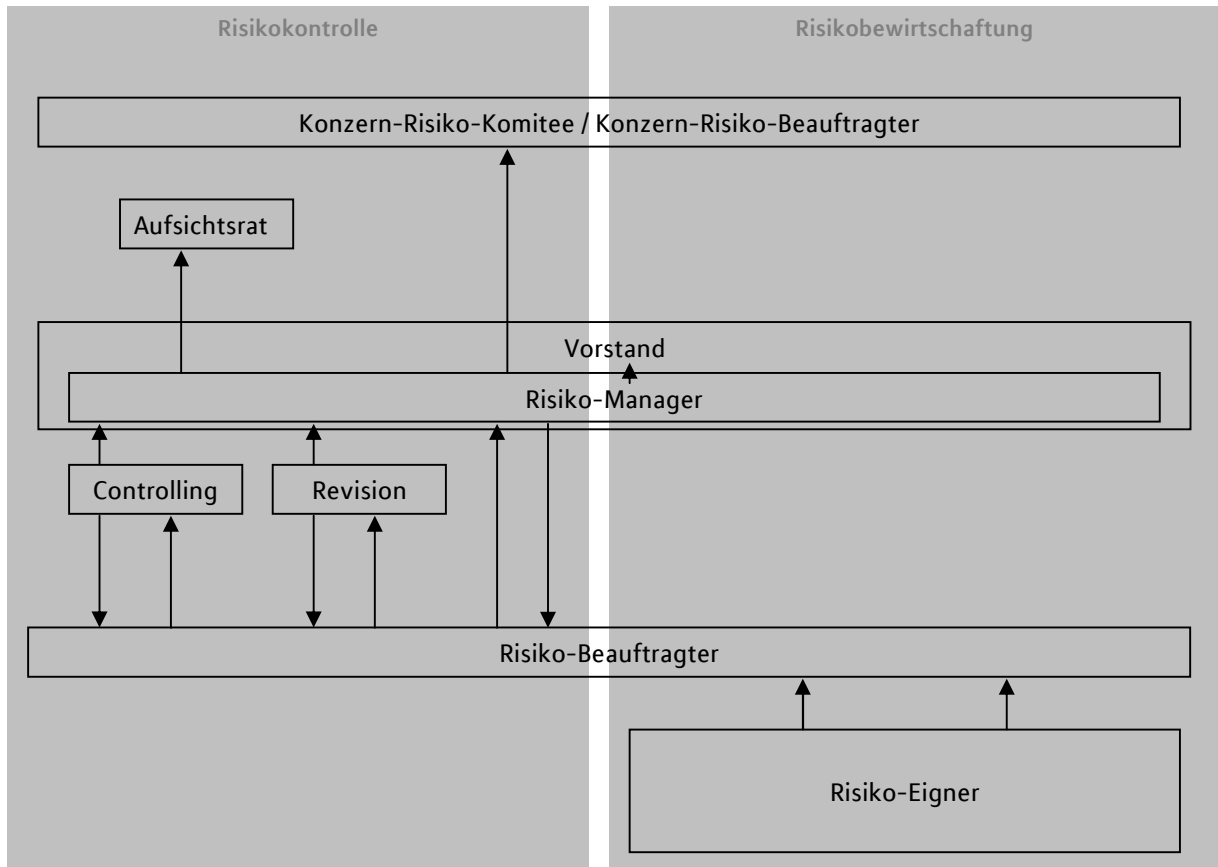 Risikokontrolle
Risikobewirtschaftung
Konzern-Risiko-Komitee / Konzern-Risiko-Beauftragter
Aufsichtsrat
Vorstand
Risiko-Manager
Controlling
Revision
Risiko-Beauftragter
Risiko-Eigner